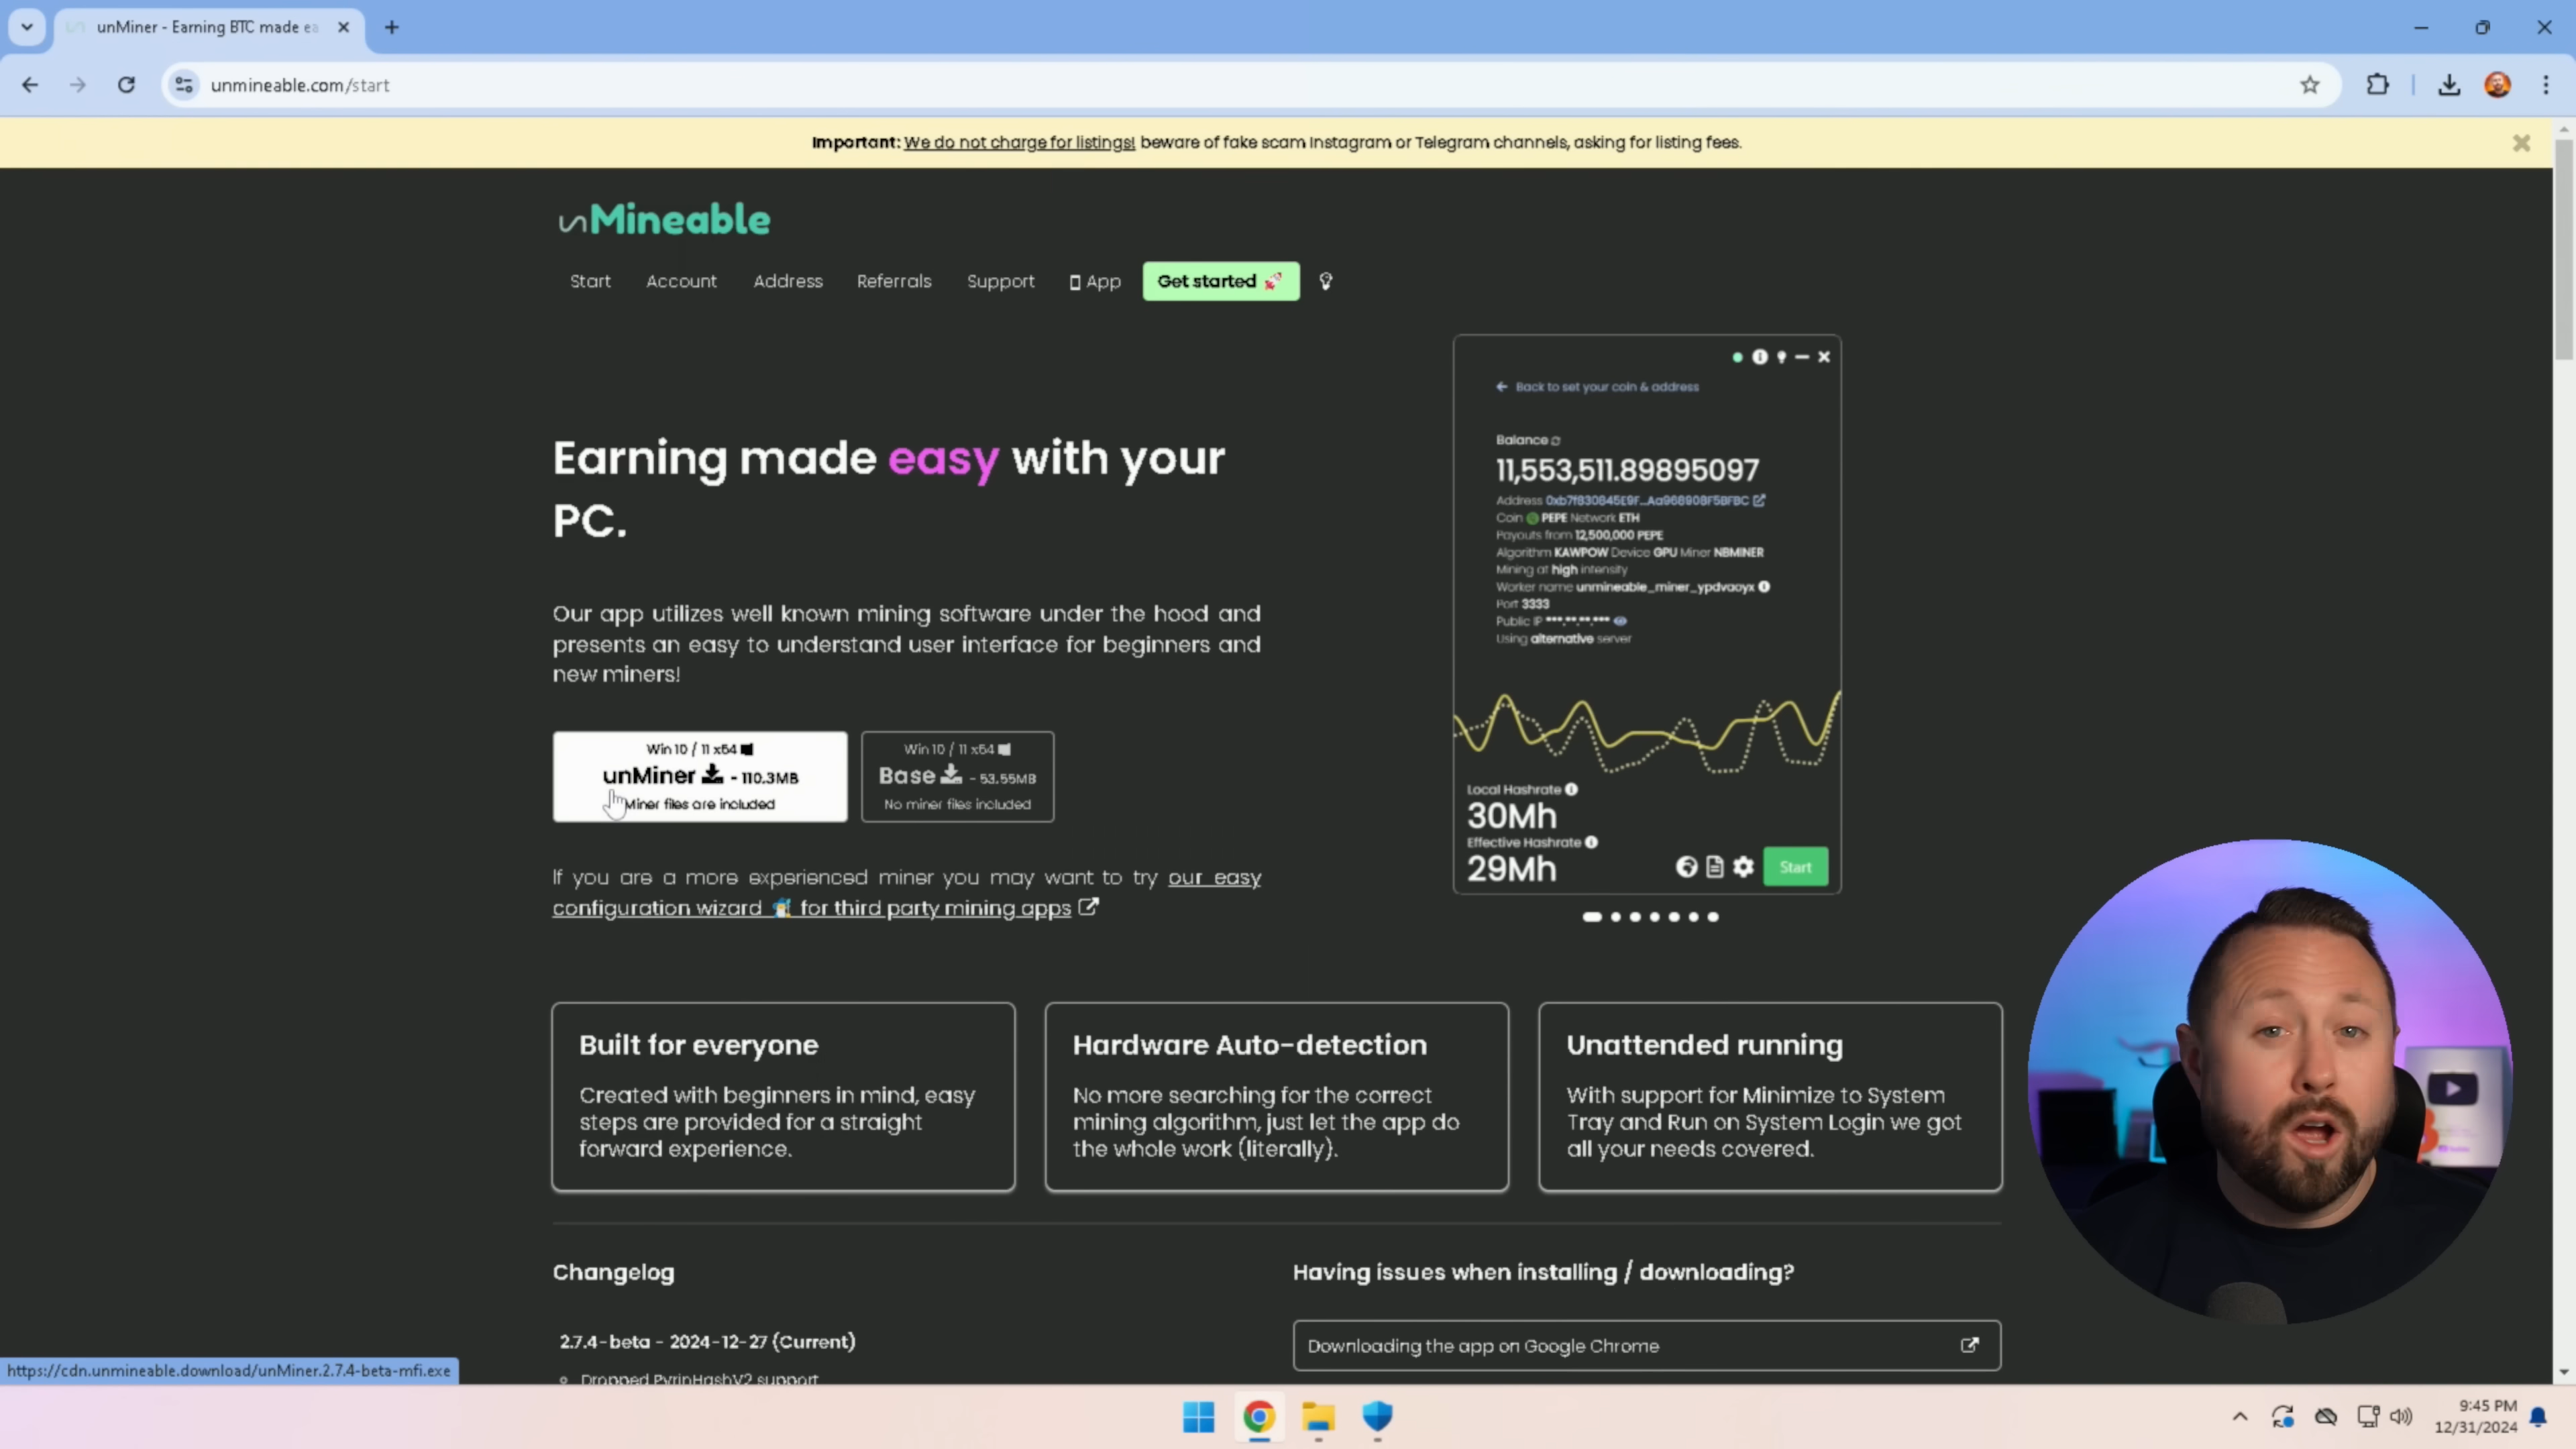 unMiner - Earning BTC made ea
unmineable.com/start
Important: We do not charge for listings! beware of fake scam Instagram or Telegram channels, asking for listing fees.
unMineable
Start Account Address Referrals Support App Get started 🚀
Earning made easy with your
PC.
Our app utilizes well known mining software under the hood and
presents an easy to understand user interface for beginners and
new miners!
Win 10 / 11 x64
unMiner - 110.3MB
Miner files are included
Win 10 / 11 x64
Base - 53.55MB
No miner files included
If you are a more experienced miner you may want to try our easy
configuration wizard for third party mining apps
Back to set your coin & address
Balance
11,553,511.89895097
Address 0xb7f830845E9F...Aa968908F5BFBC
Coin PEPE Network ETH
Payouts from 12,500,000 PEPE
Algorithm KAWPOW Device GPU Miner NBMINER
Mining at high intensity
Worker name unmineable_miner_ypdvaoyx
Port 3333
Public IP ***.**.**.***
Using alternative server
Local Hashrate
30Mh
Effective Hashrate
29Mh
Start
Built for everyone
Created with beginners in mind, easy
steps are provided for a straight
forward experience.
Hardware Auto-detection
No more searching for the correct
mining algorithm, just let the app do
the whole work (literally).
Unattended running
With support for Minimize to System
Tray and Run on System Login we got
all your needs covered.
Changelog
2.7.4-beta - 2024-12-27 (Current)
Dropped PyrinHashV2 support
Having issues when installing / downloading?
Downloading the app on Google Chrome
https://cdn.unmineable.download/unMiner.2.7.4-beta-mfi.exe
9:45 PM
12/31/2024